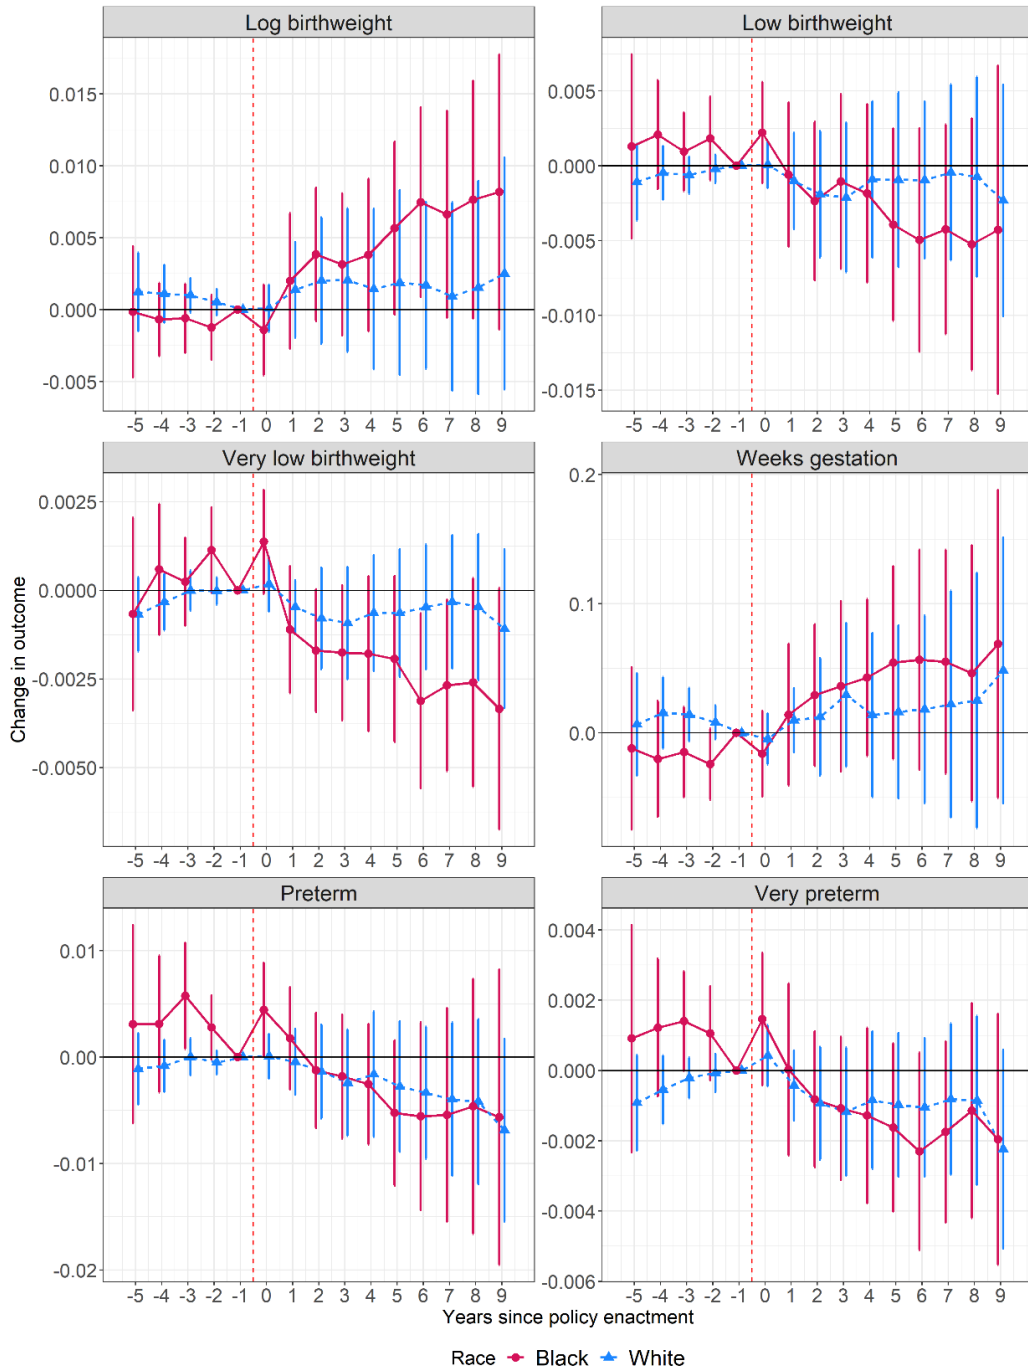 Log birthweight
Low birthweight
0.015
0.010
0.005
0.000
-0.005
0.005
0.000
-0.005
-0.010
-0.015
-5 -4 -3 -2 -1 0 1 2 3 4 5 6 7 8 9
-5 -4 -3 -2 -1 0 1 2 3 4 5 6 7 8 9
Very low birthweight
Weeks gestation
0.0025
0.0000
-0.0025
-0.0050
0.2
0.1
0.0
-5 -4 -3 -2 -1 0 1 2 3 4 5 6 7 8 9
-5 -4 -3 -2 -1 0 1 2 3 4 5 6 7 8 9
Change in outcome
Preterm
Very preterm
0.01
0.00
-0.01
-0.02
0.004
0.002
0.000
-0.002
-0.004
-0.006
-5 -4 -3 -2 -1 0 1 2 3 4 5 6 7 8 9
-5 -4 -3 -2 -1 0 1 2 3 4 5 6 7 8 9
Years since policy enactment
Race Black White